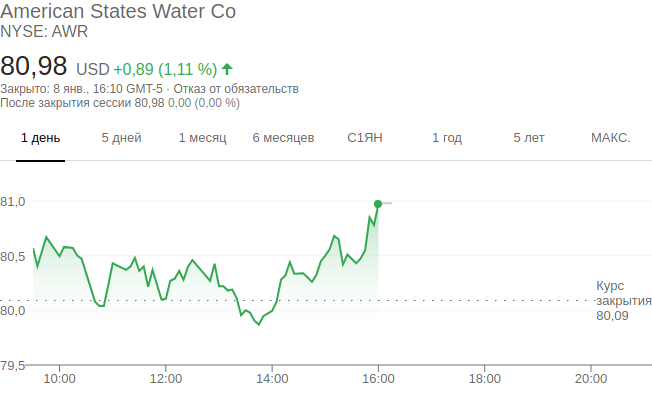 American States Water Co
NYSE: AWR
80,98 USD +0,89 (1,11 %)
Закрыто: 8 янв., 16:10 GMT-5 · Отказ от обязательств
После закрытия сессии 80,98 0,00 (0,00 %)
1 день 5 дней 1 месяц 6 месяцев С1ЯН 1 год 5 лет МАКС.
81,0
80,5
Курс
закрытия
80,09
80,0
79,5
10:00 12:00 14:00 16:00 18:00 20:00